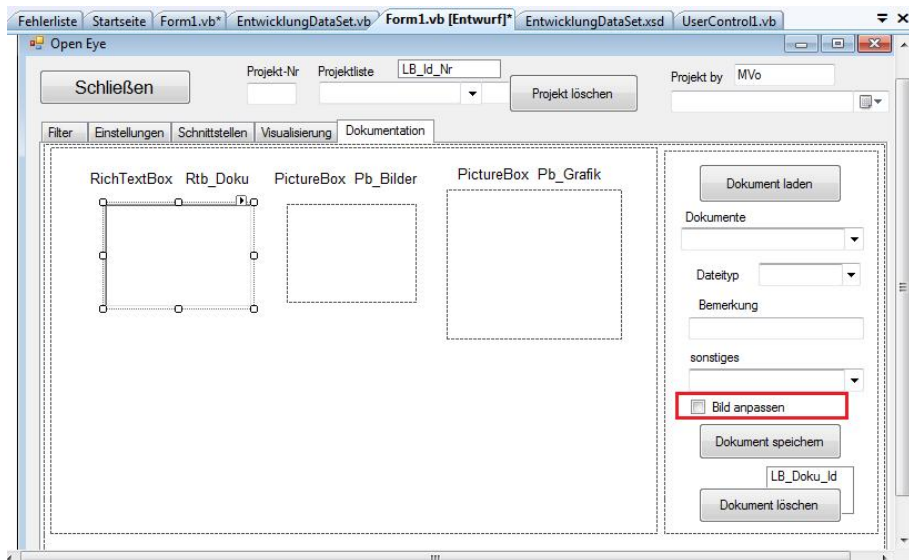 Fehlerliste Startseite Form1.vb* EntwicklungDataSet.vb Form1.vb [Entwurf]* EntwicklungDataSet.xsd UserControl1.vb
Open Eye
Schließen
Projekt-Nr Projektliste LB_Id_Nr
Projekt löschen
Projekt by MVo
Filter Einstellungen Schnittstellen Visualisierung Dokumentation
RichTextBox Rtb_Doku PictureBox Pb_Bilder PictureBox Pb_Grafik
Dokument laden
Dokumente
Dateityp
Bemerkung
sonstiges
Bild anpassen
Dokument speichern
LB_Doku_Id
Dokument löschen